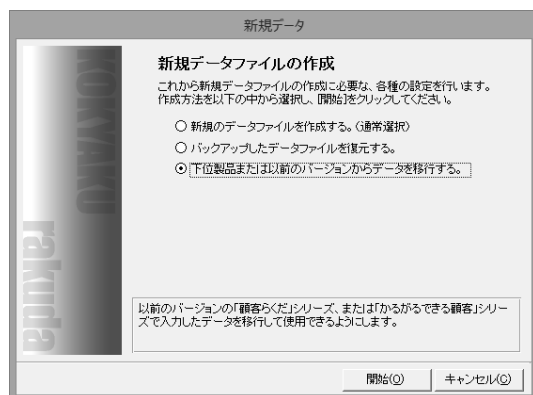 新規データ
新規データファイルの作成
これから新規データファイルの作成に必要な、各種の設定を行います。
作成方法を以下の中から選択し、[開始]をクリックしてください。
新規のデータファイルを作成する。(通常選択)
バックアップしたデータファイルを復元する。
下位製品または以前のバージョンからデータを移行する。
KOKYAKU
rakuda
以前のバージョンの「顧客らくだ」シリーズ、または「かるがるできる顧客」シリー
ズで入力したデータを移行して使用できるようにします。
開始(O)
キャンセル(C)